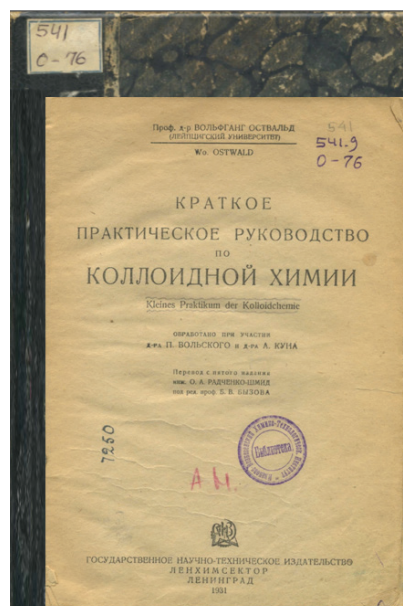 541
О-76
Проф. д-р ВОЛЬФГАНГ ОСТВАЛЬД
(ЛЕЙПЦИГСКИЙ УНИВЕРСИТЕТ)
Wo. OSTWALD
541
541.9
О-76
КРАТКОЕ
ПРАКТИЧЕСКОЕ РУКОВОДСТВО
ПО
КОЛЛОИДНОЙ ХИМИИ
Kleines Praktikum der Kolloidchemie
ОБРАБОТАНО ПРИ УЧАСТИИ
Д-РА П. ВОЛЬСКОГО И Д-РА А. КУНА
Перевод с пятого издания
инж. О. А. РАДЧЕНКО-ШМИД
под ред. проф. Б. В. БЫЗОВА
7250
Библиотека
А М.
ГОСУДАРСТВЕННОЕ НАУЧНО-ТЕХНИЧЕСКОЕ ИЗДАТЕЛЬСТВО
ЛЕНХИМСЕКТОР
ЛЕНИНГРАД
1931